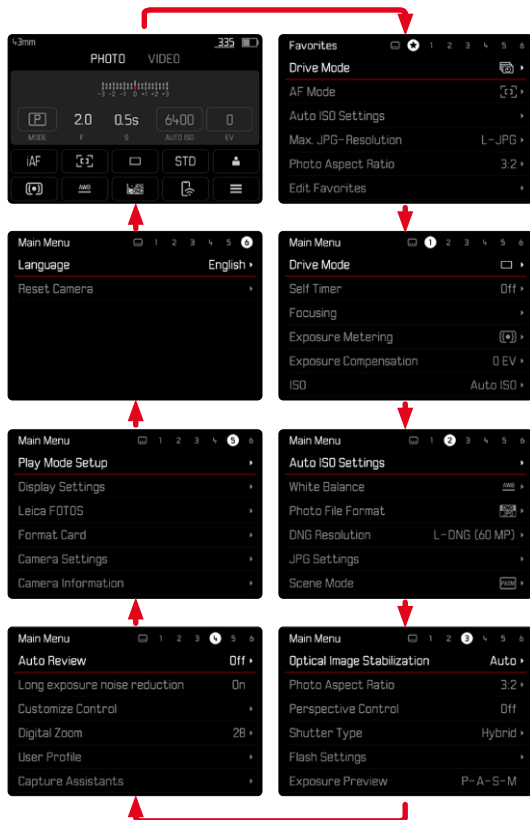 43mm 335
PHOTO VIDEO
-3 -2 -1 0 +1 +2 +3
P 2.0 0.5s 6400 0
MODE F S AUTO ISO EV
iAF STD
AWB L-JPG DNG
Favorites 1 2 3 4 5 6
Drive Mode
AF Mode
Auto ISO Settings
Max. JPG-Resolution L-JPG
Photo Aspect Ratio 3:2
Edit Favorites
Main Menu 1 2 3 4 5 6
Language English
Reset Camera
Main Menu 1 2 3 4 5 6
Drive Mode
Self Timer Off
Focusing
Exposure Metering
Exposure Compensation 0 EV
ISO Auto ISO
Main Menu 1 2 3 4 5 6
Play Mode Setup
Display Settings
Leica FOTOS
Format Card
Camera Settings
Camera Information
Main Menu 1 2 3 4 5 6
Auto ISO Settings
White Balance AWB
Photo File Format DNG JPG
DNG Resolution L-DNG (60 MP)
JPG Settings
Scene Mode PASM
Main Menu 1 2 3 4 5 6
Auto Review Off
Long exposure noise reduction On
Customize Control
Digital Zoom 28
User Profile
Capture Assistants
Main Menu 1 2 3 4 5 6
Optical Image Stabilization Auto
Photo Aspect Ratio 3:2
Perspective Control Off
Shutter Type Hybrid
Flash Settings
Exposure Preview P-A-S-M